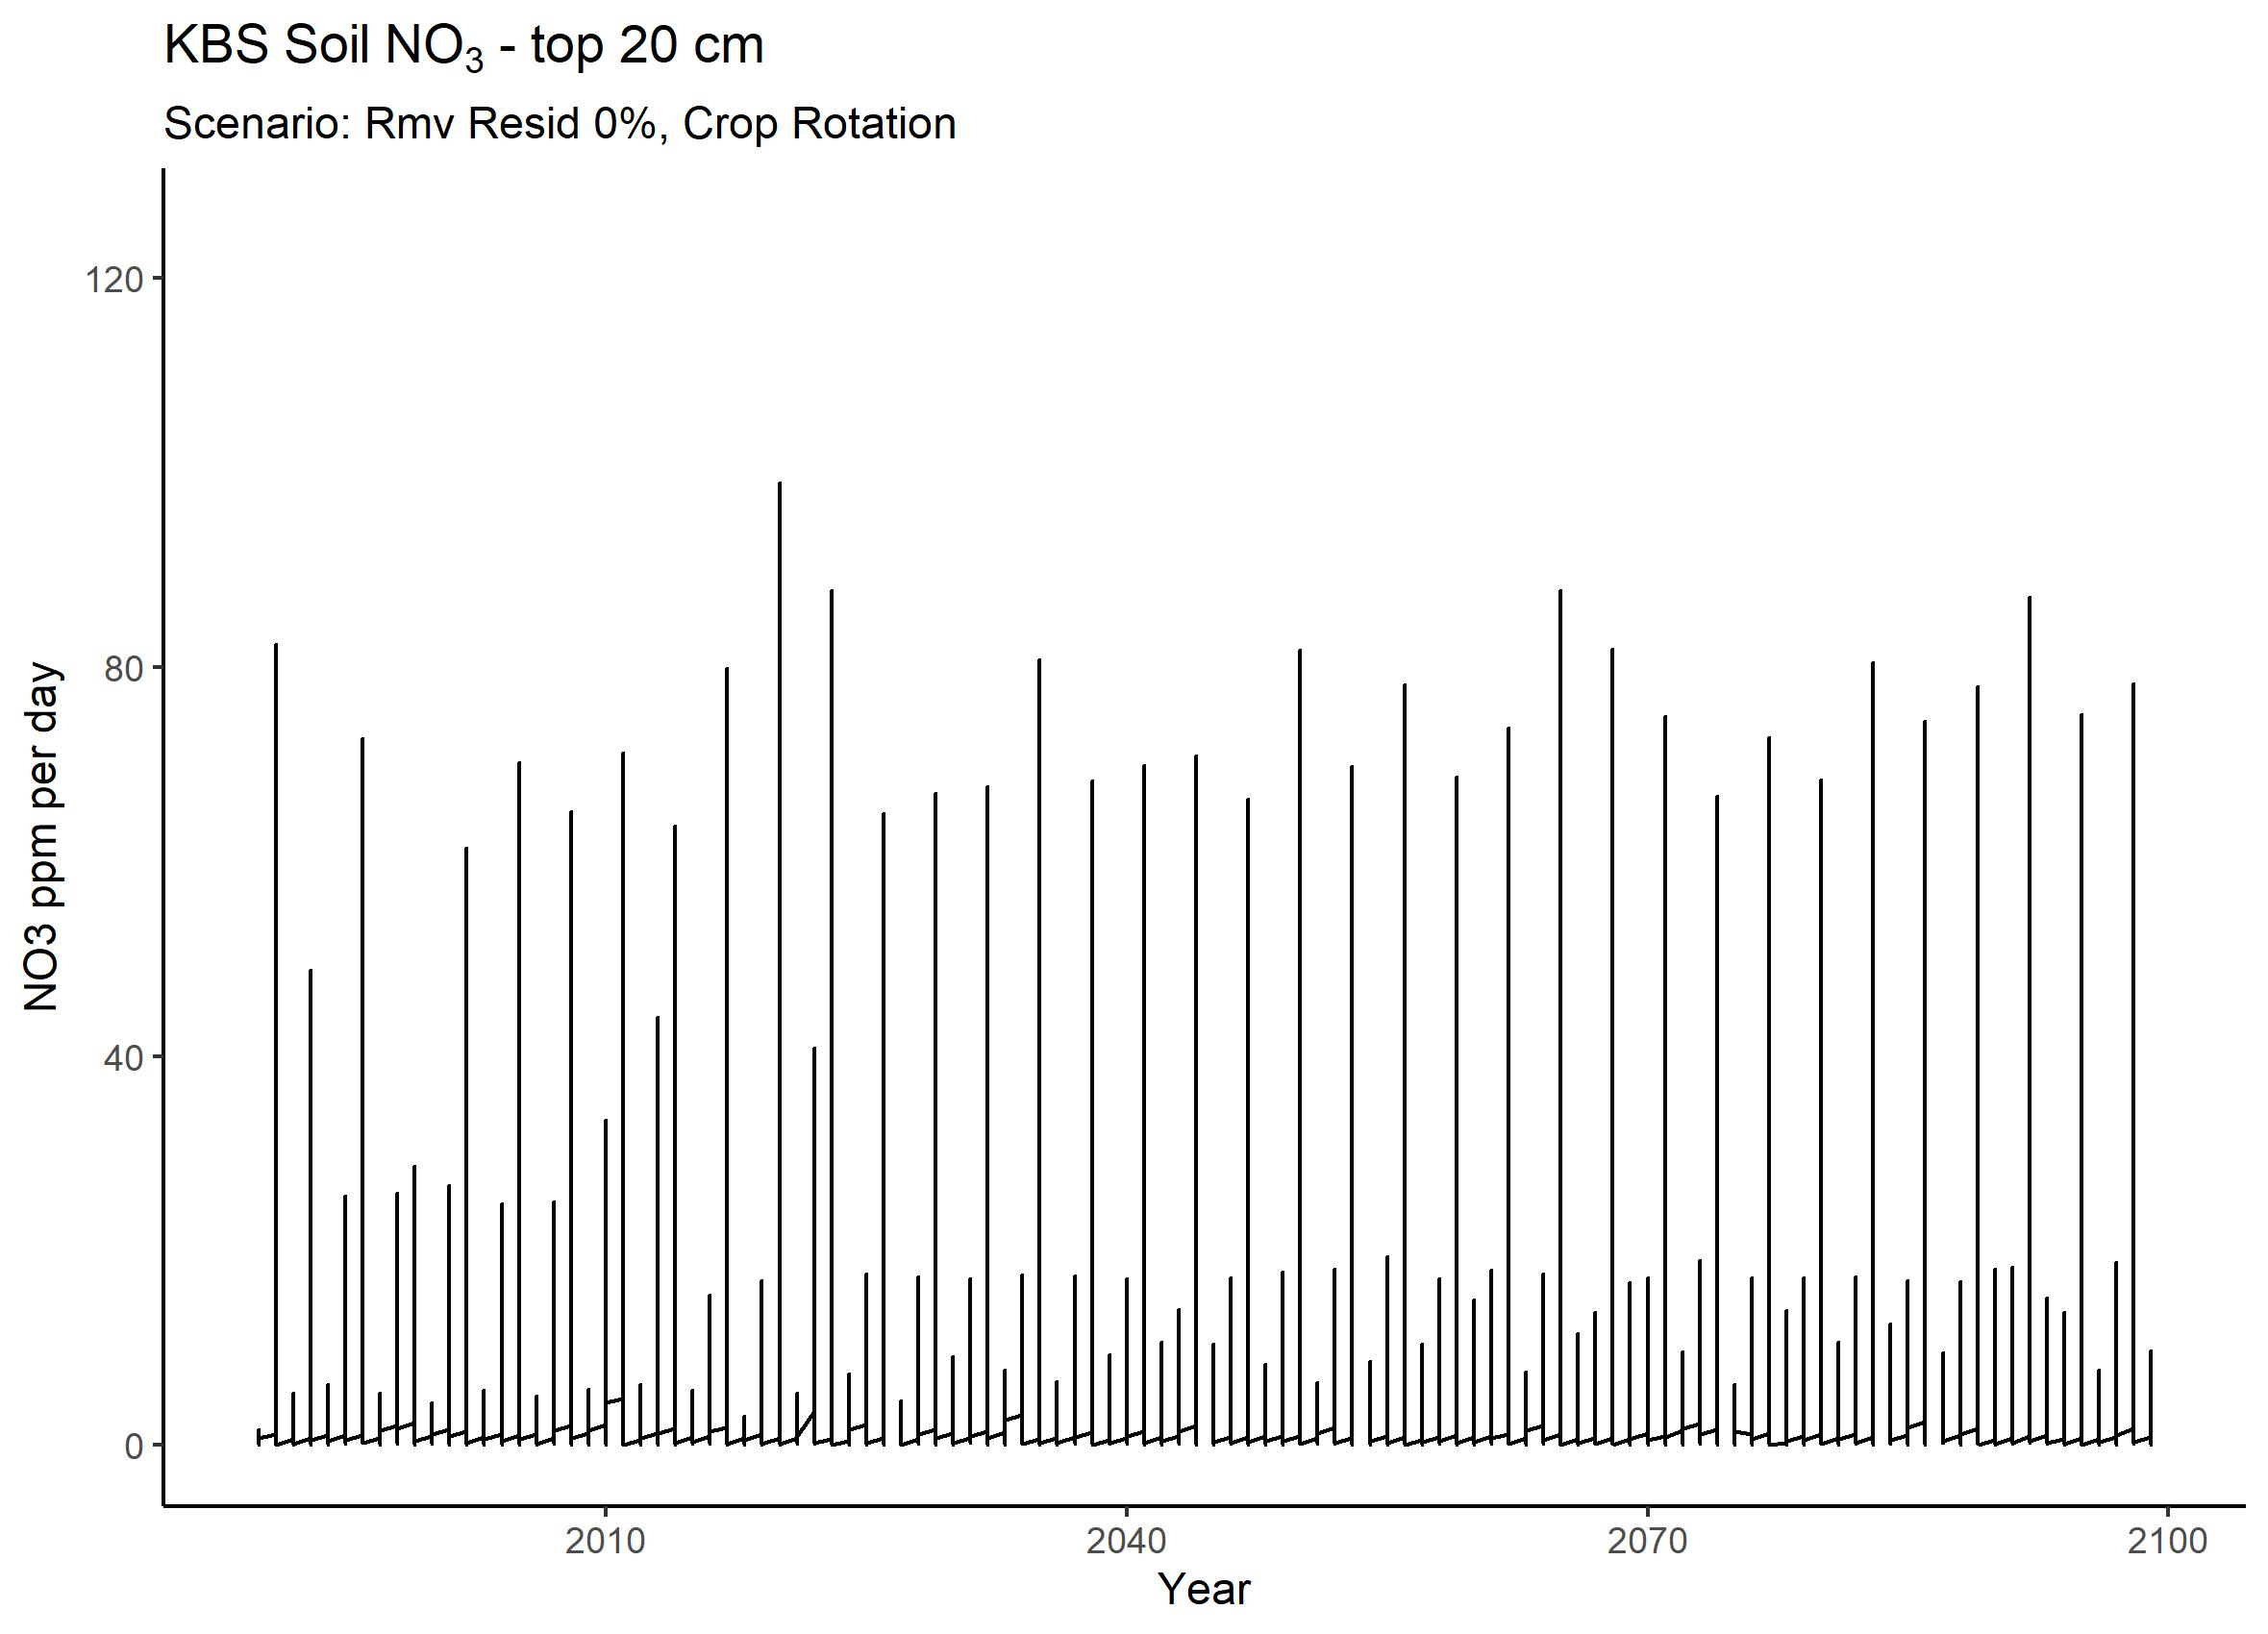 KBS Soil NO₃ - top 20 cm
Scenario: Rmv Resid 0%, Crop Rotation
NO3 ppm per day
120
80
40
0
2010 2040 2070 2100
Year